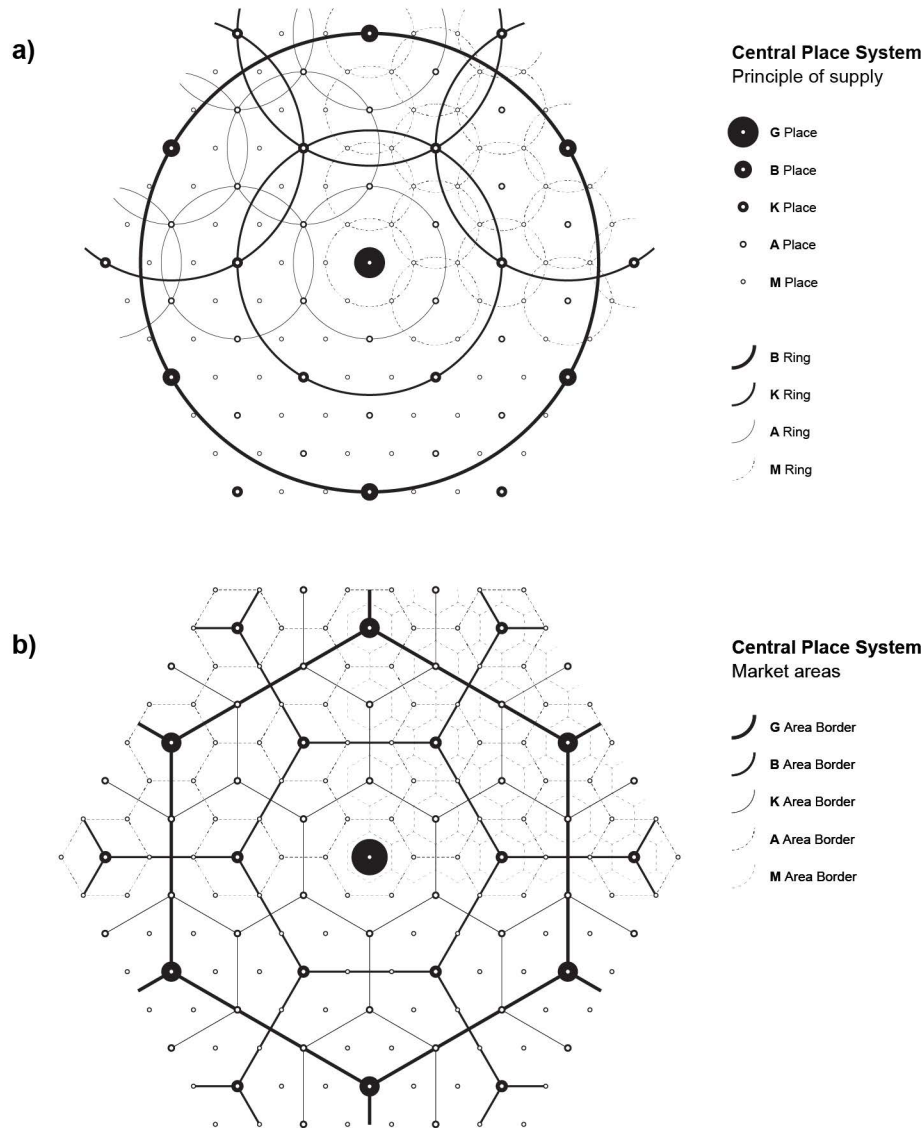 a)
Central Place System
Principle of supply
G Place
B Place
K Place
A Place
M Place
B Ring
K Ring
A Ring
M Ring
b)
Central Place System
Market areas
G Area Border
B Area Border
K Area Border
A Area Border
M Area Border